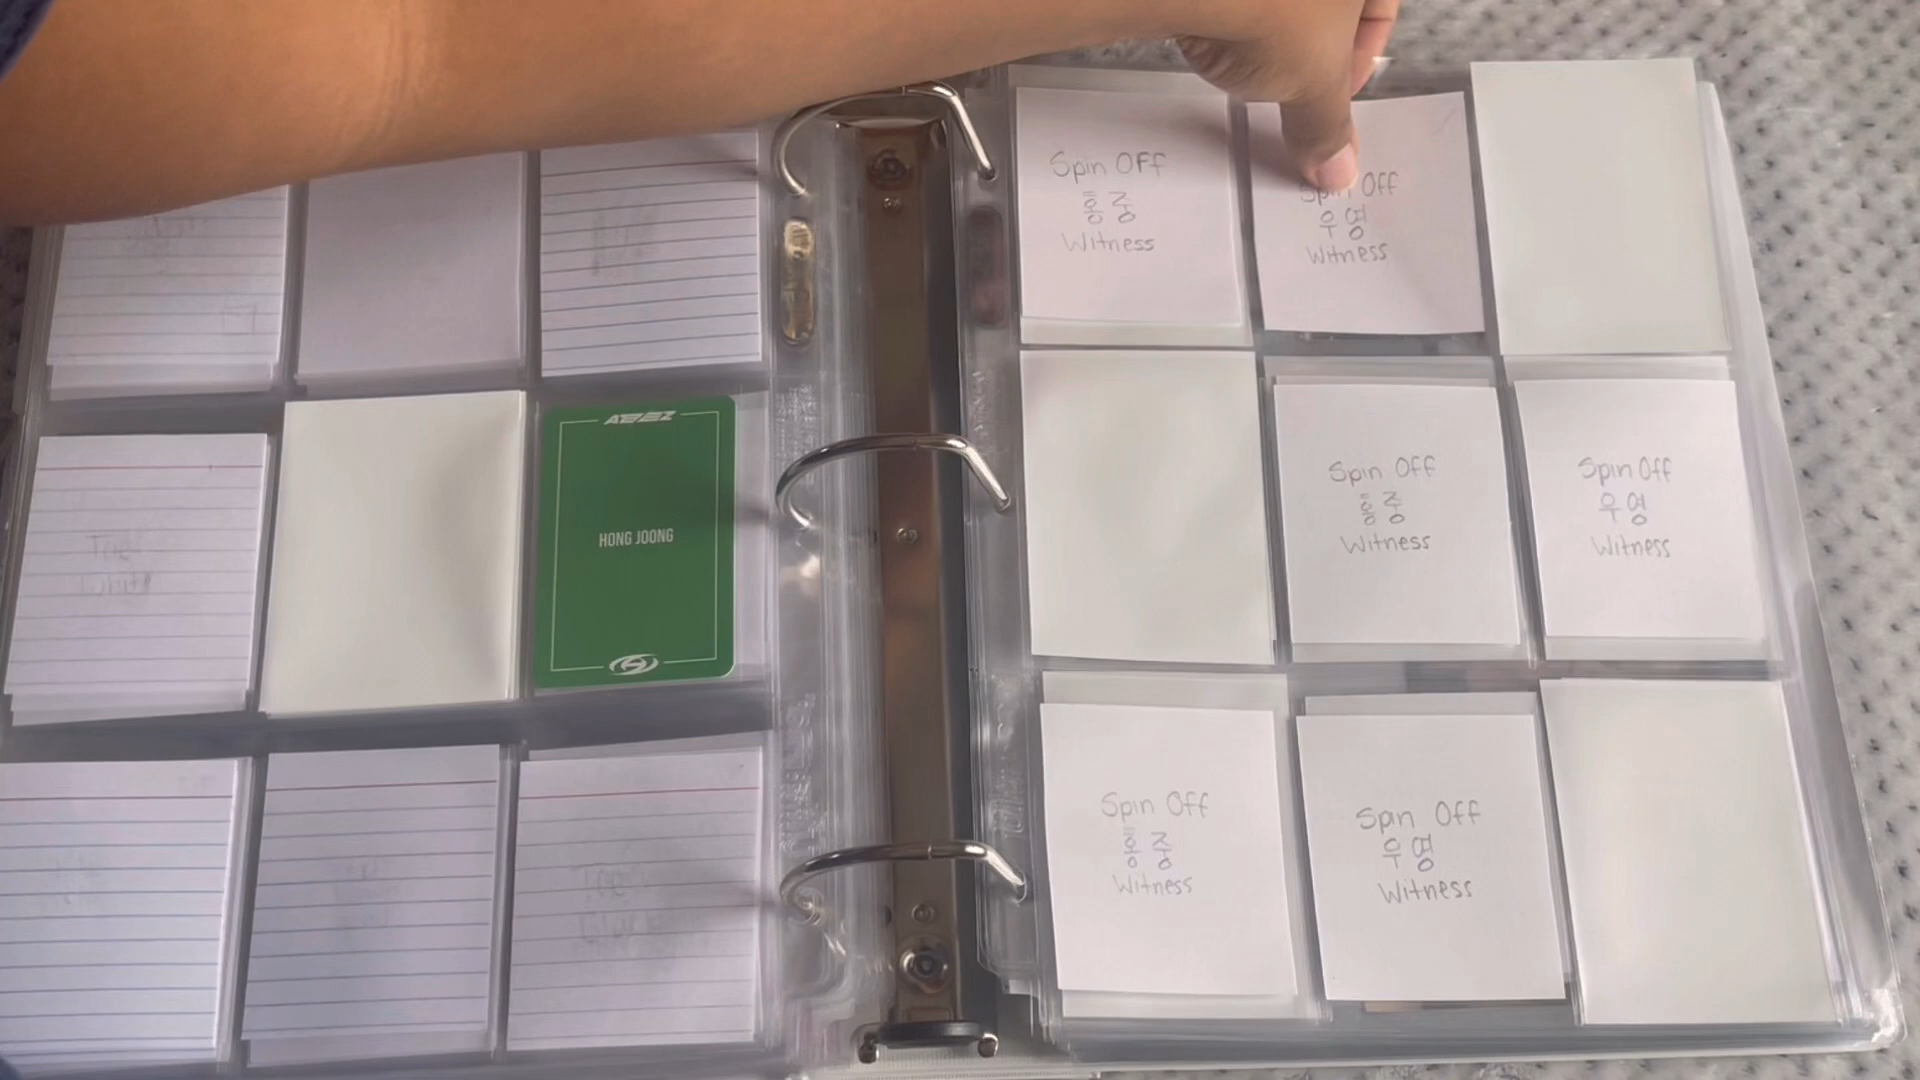 Spin Off
홍중
Witness
Spin Off
우영
Witness
ATEEZ
HONG JOONG
Spin Off
홍중
Witness
Spin Off
우영
Witness
Spin Off
홍중
Witness
Spin Off
우영
Witness